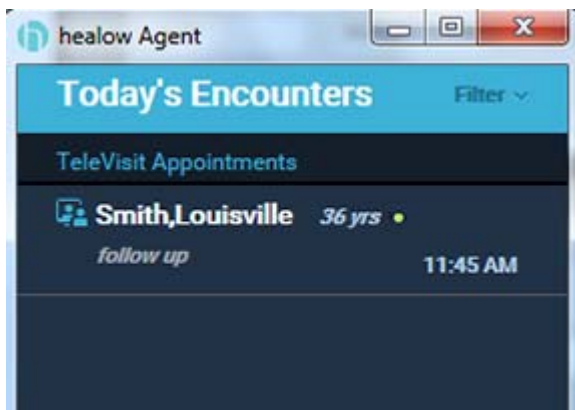 healow Agent
Today's Encounters Filter
TeleVisit Appointments
Smith,Louisville 36 yrs
follow up
11:45 AM